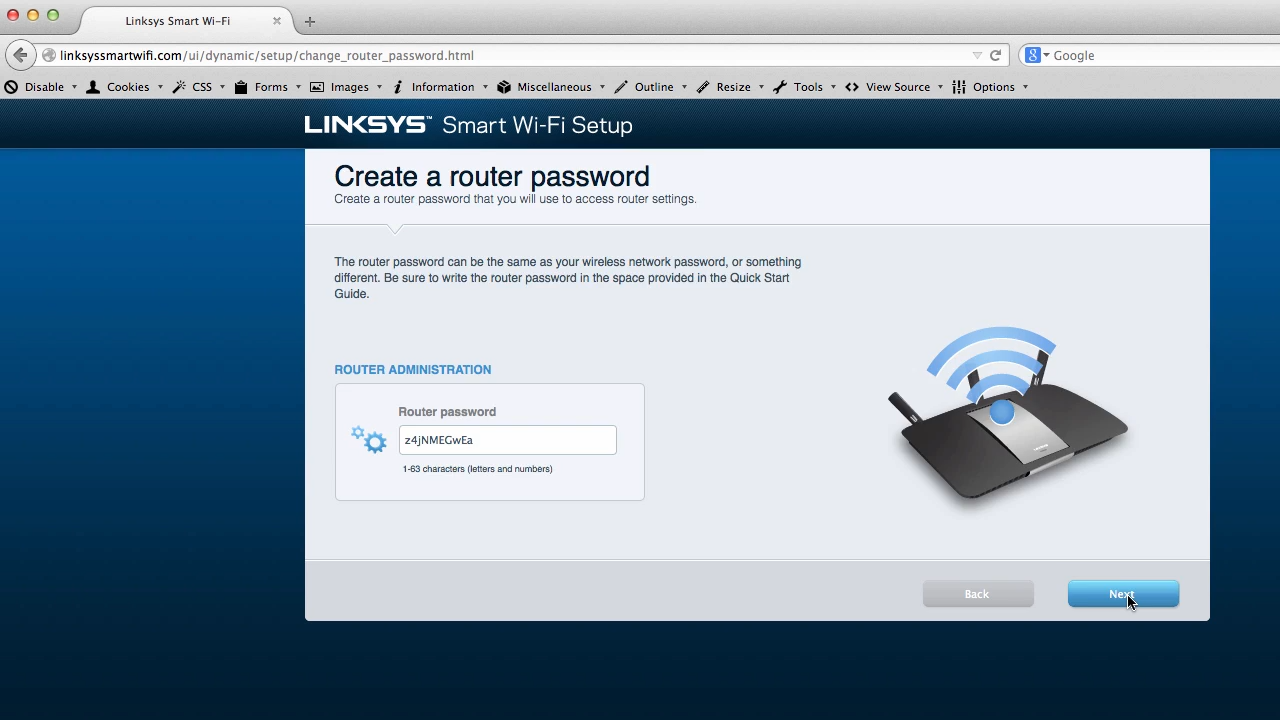 Linksys Smart Wi-Fi
linksyssmartwifi.com/ui/dynamic/setup/change_router_password.html
Google
Disable Cookies CSS Forms Images Information Miscellaneous Outline Resize Tools View Source Options
LINKSYS™ Smart Wi-Fi Setup
Create a router password
Create a router password that you will use to access router settings.
The router password can be the same as your wireless network password, or something
different. Be sure to write the router password in the space provided in the Quick Start
Guide.
ROUTER ADMINISTRATION
Router password
z4jNMEGwEa
1-63 characters (letters and numbers)
Back
Next